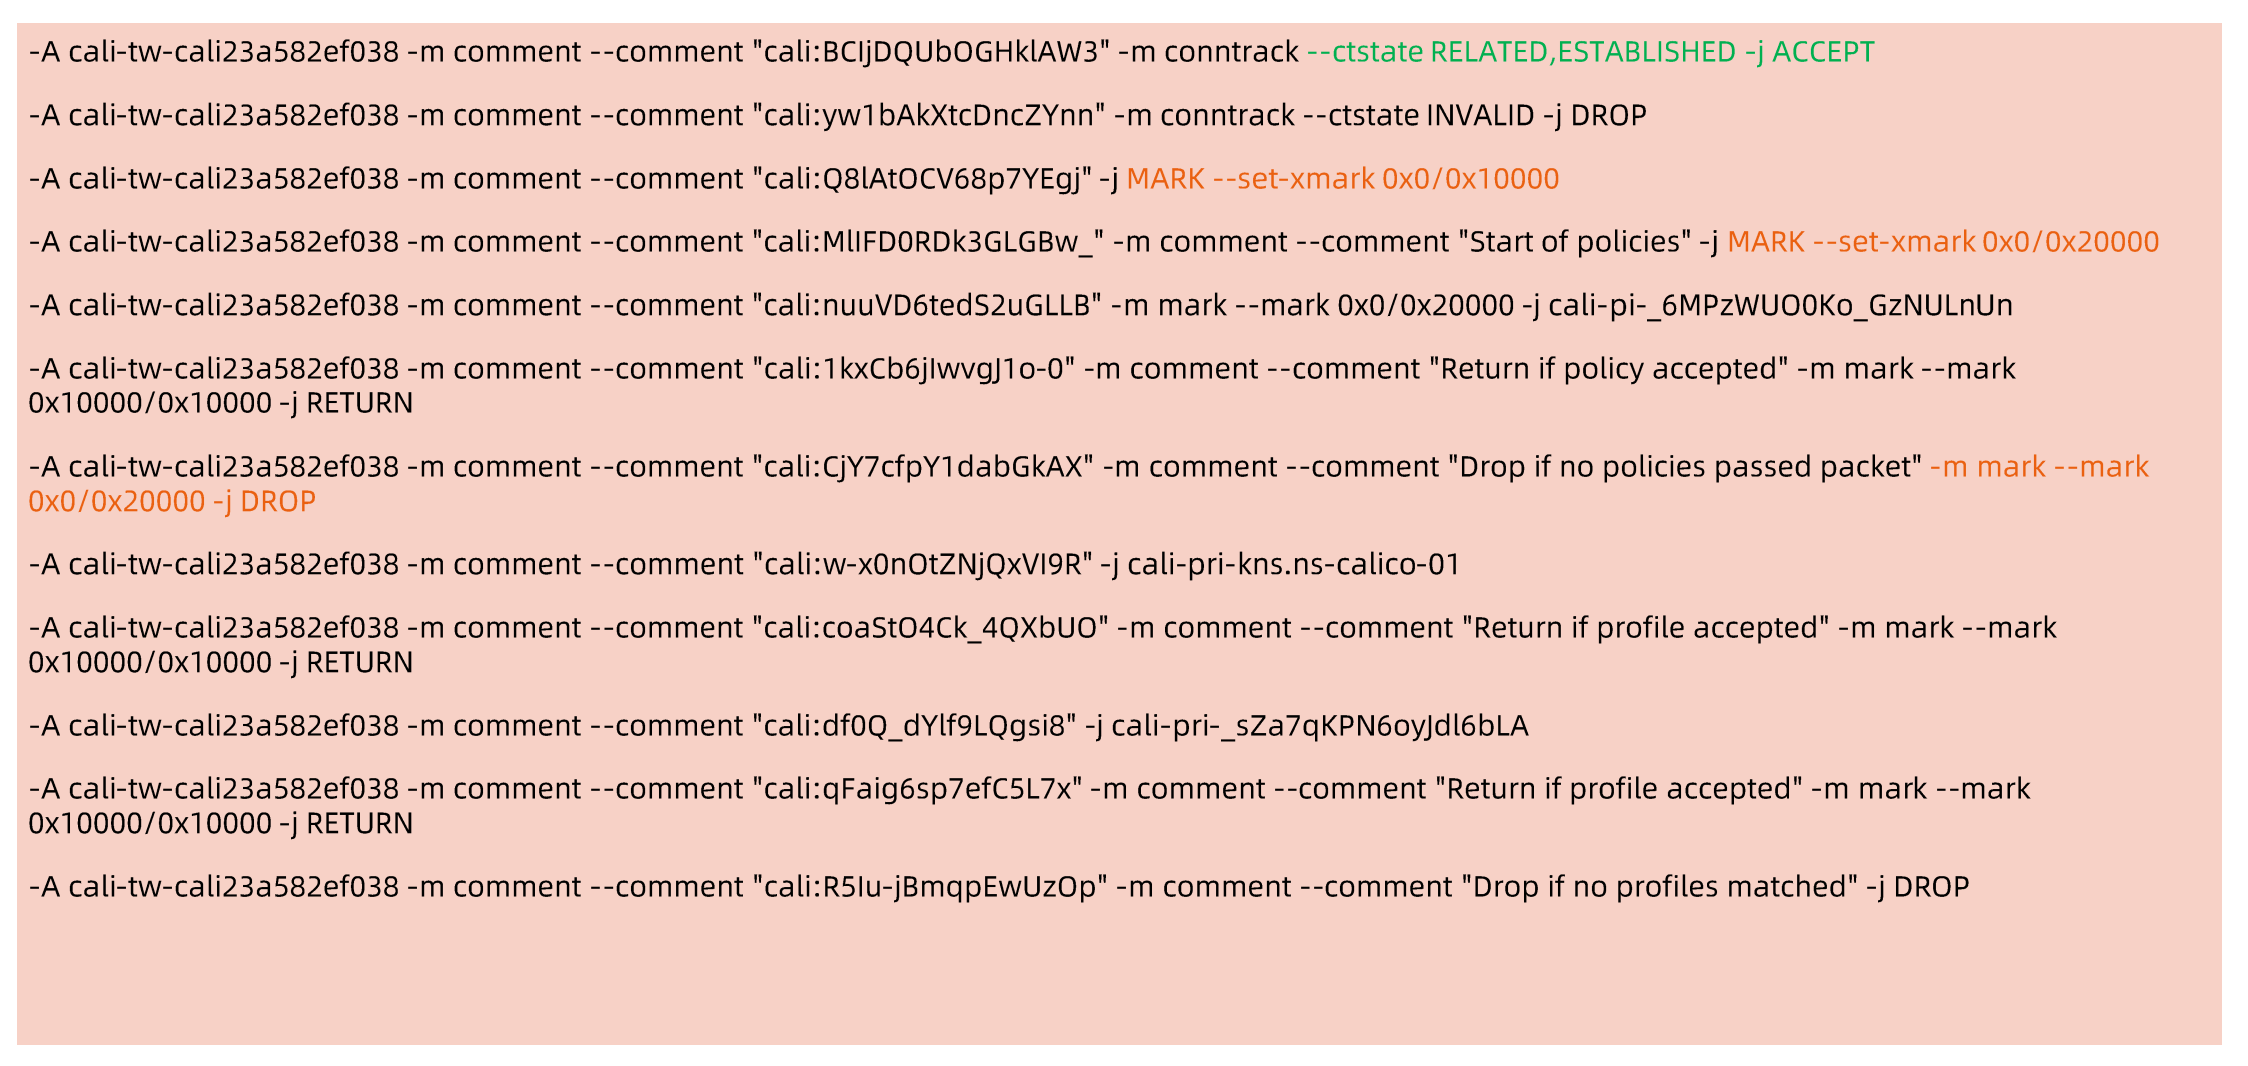 -A cali-tw-cali23a582ef038 -m comment --comment "cali:BCIjDQUbOGHklAW3" -m conntrack --ctstate RELATED,ESTABLISHED -j ACCEPT
-A cali-tw-cali23a582ef038 -m comment --comment "cali:yw1bAkXtcDncZYnn" -m conntrack --ctstate INVALID -j DROP
-A cali-tw-cali23a582ef038 -m comment --comment "cali:Q8lAtOCV68p7YEgj" -j MARK --set-xmark 0x0/0x10000
-A cali-tw-cali23a582ef038 -m comment --comment "cali:MlIFD0RDk3GLGBw_" -m comment --comment "Start of policies" -j MARK --set-xmark 0x0/0x20000
-A cali-tw-cali23a582ef038 -m comment --comment "cali:nuuVD6tedS2uGLLB" -m mark --mark 0x0/0x20000 -j cali-pi-_6MPzWUO0Ko_GzNULnUn
-A cali-tw-cali23a582ef038 -m comment --comment "cali:1kxCb6jIwvgJ1o-0" -m comment --comment "Return if policy accepted" -m mark --mark
0x10000/0x10000 -j RETURN
-A cali-tw-cali23a582ef038 -m comment --comment "cali:CjY7cfpY1dabGkAX" -m comment --comment "Drop if no policies passed packet" -m mark --mark
0x0/0x20000 -j DROP
-A cali-tw-cali23a582ef038 -m comment --comment "cali:w-x0nOtZNjQxVI9R" -j cali-pri-kns.ns-calico-01
-A cali-tw-cali23a582ef038 -m comment --comment "cali:coaStO4Ck_4QXbUO" -m comment --comment "Return if profile accepted" -m mark --mark
0x10000/0x10000 -j RETURN
-A cali-tw-cali23a582ef038 -m comment --comment "cali:df0Q_dYlf9LQgsi8" -j cali-pri-_sZa7qKPN6oyJdl6bLA
-A cali-tw-cali23a582ef038 -m comment --comment "cali:qFaig6sp7efC5L7x" -m comment --comment "Return if profile accepted" -m mark --mark
0x10000/0x10000 -j RETURN
-A cali-tw-cali23a582ef038 -m comment --comment "cali:R5Iu-jBmqpEwUzOp" -m comment --comment "Drop if no profiles matched" -j DROP